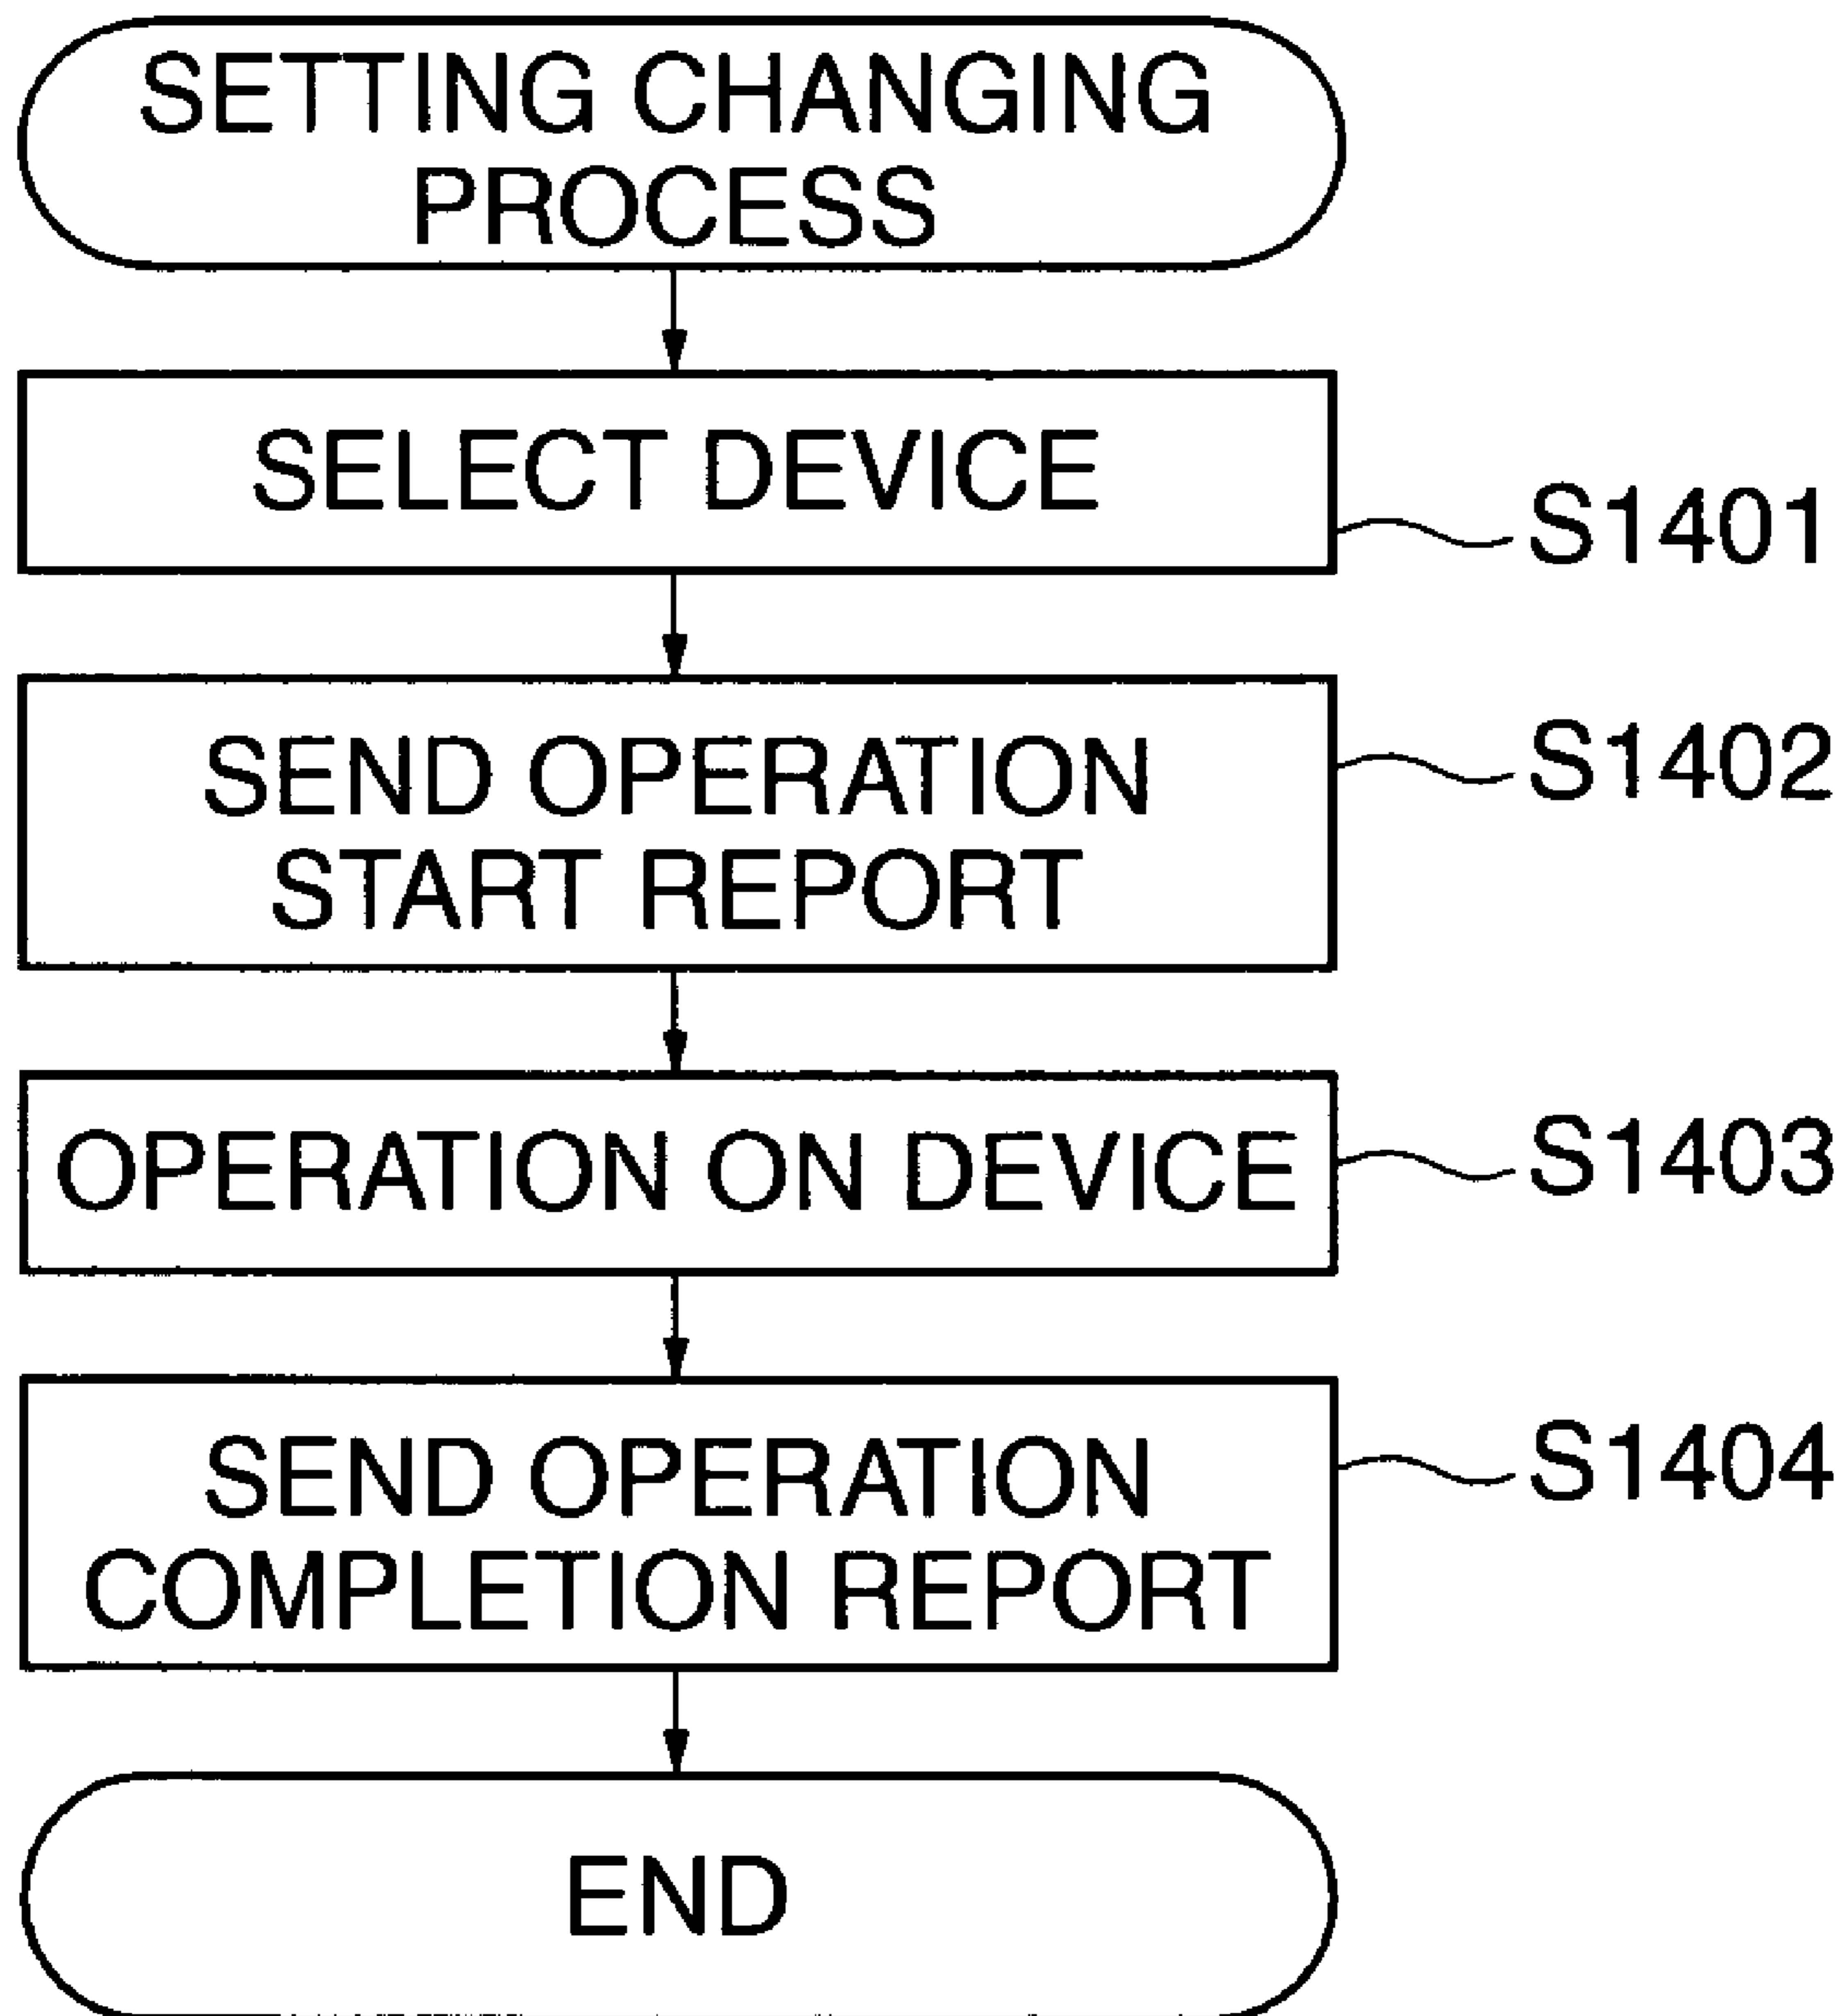 SETTING CHANGING
PROCESS
SELECT DEVICE
S1401
SEND OPERATION
START REPORT
S1402
OPERATION ON DEVICE
S1403
SEND OPERATION
COMPLETION REPORT
S1404
END